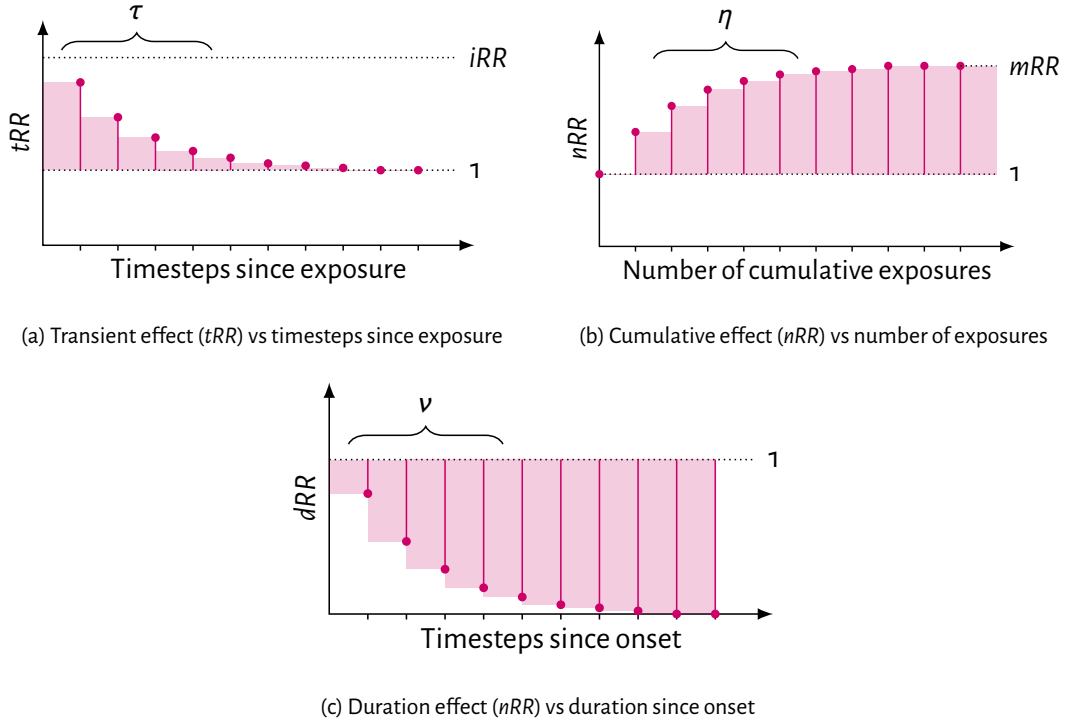 τ
iRR
tRR
1
Timesteps since exposure
(a) Transient effect (tRR) vs timesteps since exposure
η
mRR
nRR
1
Number of cumulative exposures
(b) Cumulative effect (nRR) vs number of exposures
ν
1
dRR
Timesteps since onset
(c) Duration effect (nRR) vs duration since onset